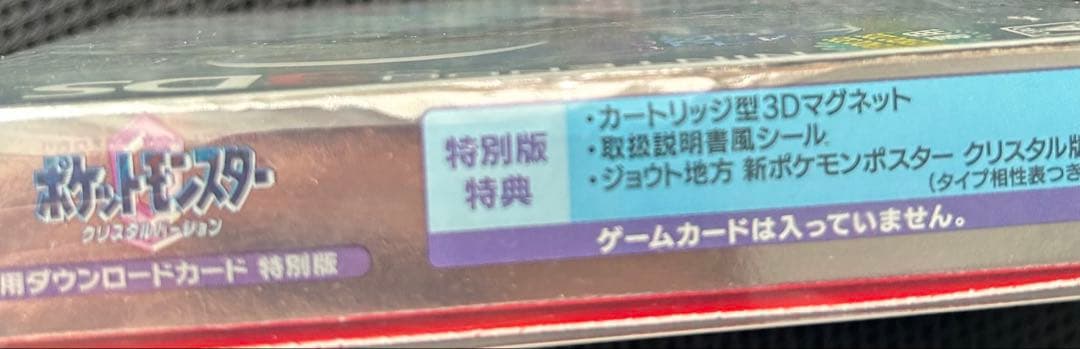 ポケットモンスター
クリスタルバージョン
用ダウンロードカード 特別版
特別版
特典
・カートリッジ型3Dマグネット
・取扱説明書風シール
・ジョウト地方 新ポケモンポスター クリスタル版
(タイプ相性表つき
ゲームカードは入っていません。